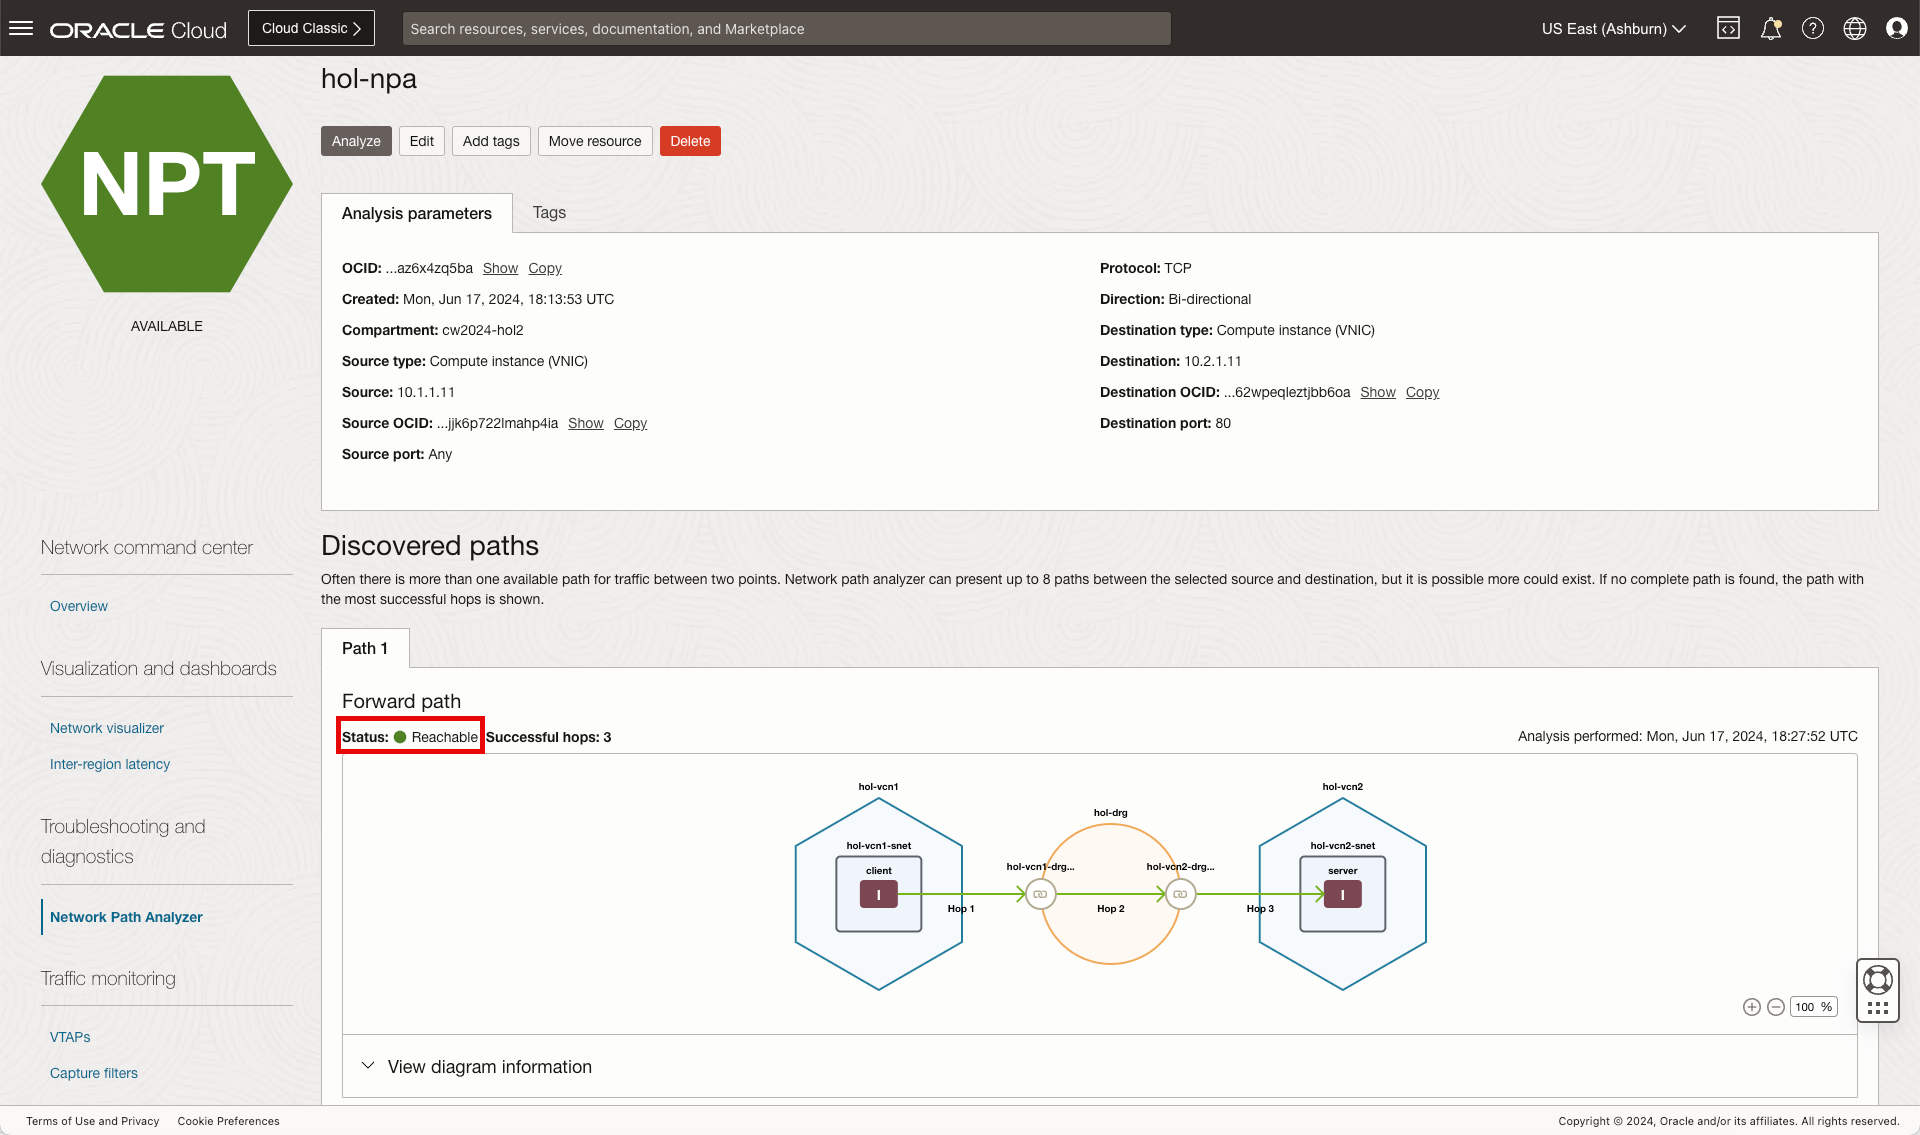 ORACLE Cloud
Cloud Classic
Search resources, services, documentation, and Marketplace
US East (Ashburn)
NPT
AVAILABLE
hol-npa
Analyze
Edit
Add tags
Move resource
Delete
Analysis parameters
Tags
OCID: ...az6x4zq5ba Show Copy
Created: Mon, Jun 17, 2024, 18:13:53 UTC
Compartment: cw2024-hol2
Source type: Compute instance (VNIC)
Source: 10.1.1.11
Source OCID: ...jjk6p722lmahp4ia Show Copy
Source port: Any
Protocol: TCP
Direction: Bi-directional
Destination type: Compute instance (VNIC)
Destination: 10.2.1.11
Destination OCID: ...62wpeqleztjbb6oa Show Copy
Destination port: 80
Network command center
Overview
Visualization and dashboards
Network visualizer
Inter-region latency
Troubleshooting and
diagnostics
Network Path Analyzer
Traffic monitoring
VTAPs
Capture filters
Discovered paths
Often there is more than one available path for traffic between two points. Network path analyzer can present up to 8 paths between the selected source and destination, but it is possible more could exist. If no complete path is found, the path with
the most successful hops is shown.
Path 1
Forward path
Status: Reachable Successful hops: 3
Analysis performed: Mon, Jun 17, 2024, 18:27:52 UTC
hol-vcn1
hol-vcn1-snet
client
I
Hop 1
hol-vcn1-drg...
hol-drg
Hop 2
hol-vcn2-drg...
Hop 3
hol-vcn2
hol-vcn2-snet
server
I
100 %
View diagram information
Terms of Use and Privacy
Cookie Preferences
Copyright © 2024, Oracle and/or its affiliates. All rights reserved.